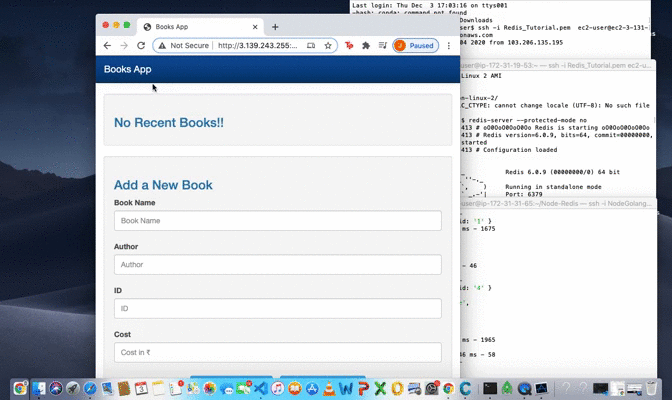 Books App
Not Secure
http://3.139.243.255:...
Paused
Books App
No Recent Books!!
Add a New Book
Book Name
Book Name
Author
Author
ID
ID
Cost
Cost in ₹
Last login: Thu Dec 3 17:03:16 on ttys001
-bash: conda: command not found
Downloads
ser$ ssh -i Redis_Tutorial.pem ec2-user@ec2-3-131-
onaws.com
04 2020 from 103.206.135.195
user@ip-172-31-19-53:~ — ssh -i Redis_Tutorial.pem ec2-u
Linux 2 AMI
on-linux-2/
C_CTYPE: cannot change locale (UTF-8): No such file
$ redis-server --protected-mode no
413 # oO0OoO0OoO0Oo Redis is starting oO0OoO0OoO0Oo
413 # Redis version=6.0.9, bits=64, commit=00000000,
started
413 # Configuration loaded
Redis 6.0.9 (00000000/0) 64 bit
Running in standalone mode
Port: 6379
user@ip-172-31-31-65:~/Node-Redis — ssh -i NodeGolang
id: '1' }
ms - 1675
- 46
id: '4' }
ms - 1965
46 ms - 58